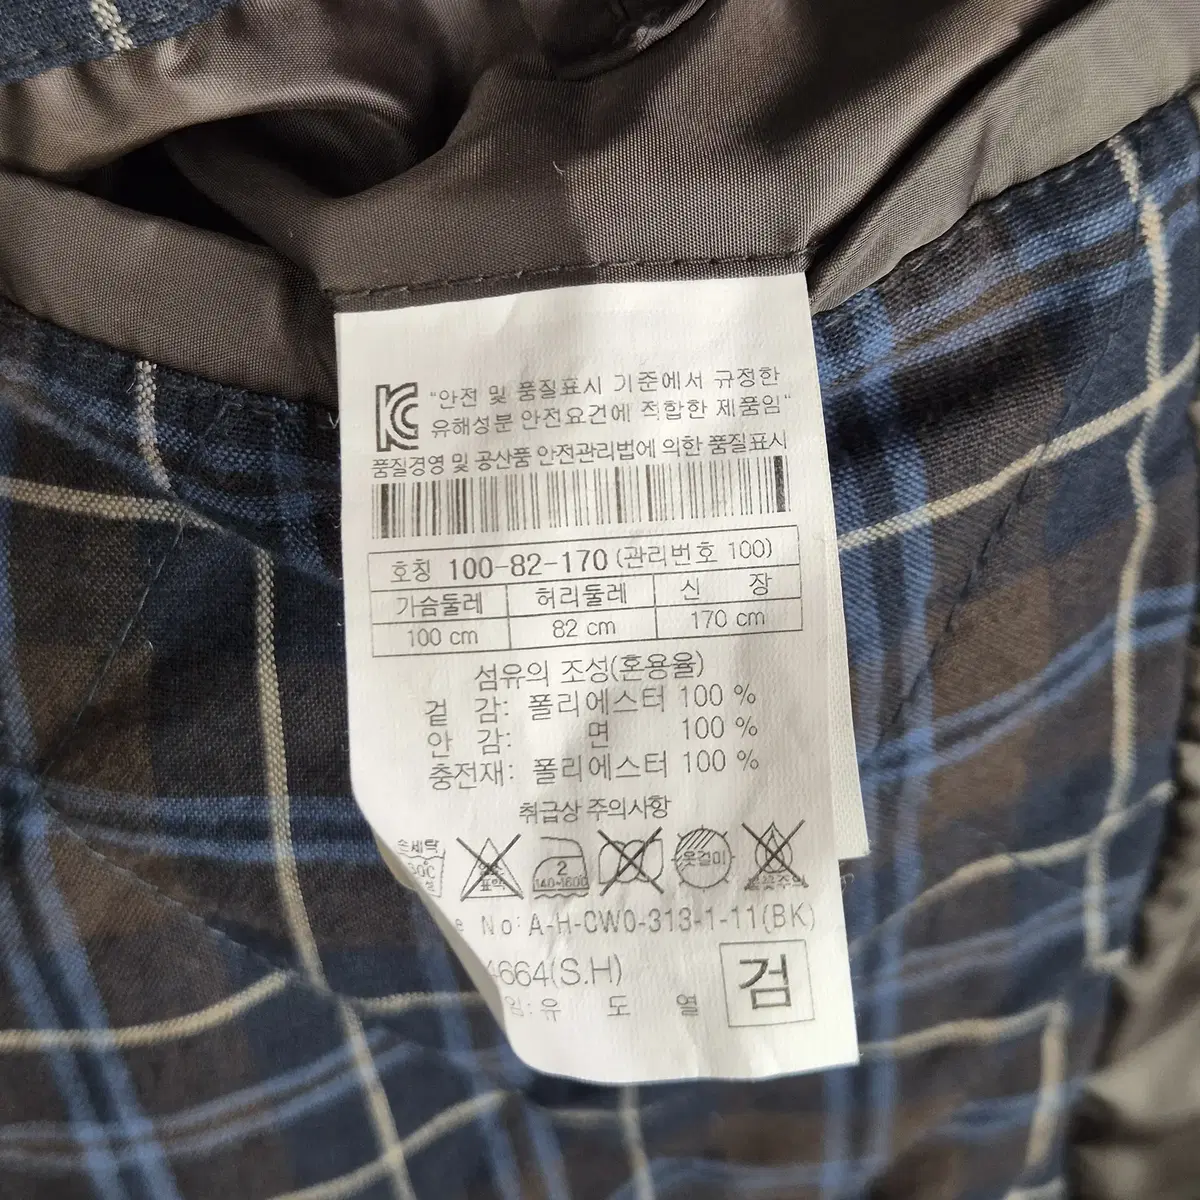 KC "안전 및 품질표시 기준에서 규정한
유해성분 안전요건에 적합한 제품임"
품질경영 및 공산품 안전관리법에 의한 품질표시
호칭 100-82-170 (관리번호 100)
가슴둘레 허리둘레 신 장
100 cm 82 cm 170 cm
섬유의 조성(혼용율)
겉 감: 폴리에스터 100 %
안 감: 면 100 %
충전재: 폴리에스터 100 %
취급상 주의사항
손세탁
30℃ 표백 2 140~160℃ 옷걸이
No: A-H-CW0-313-1-11(BK)
4664(S.H)
임: 유 도 열 검